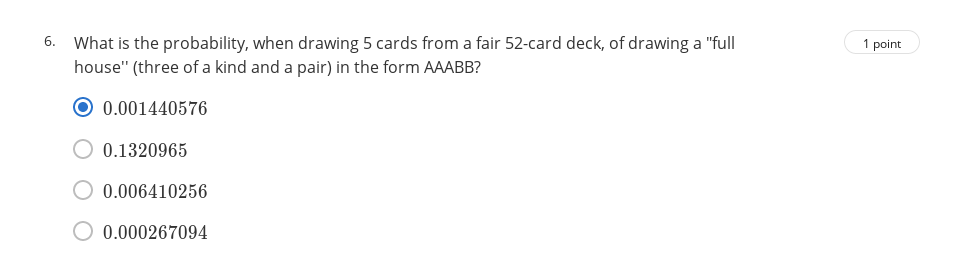 6. What is the probability, when drawing 5 cards from a fair 52-card deck, of drawing a "full
1 point
house'' (three of a kind and a pair) in the form AAABB?
0.001440576
0.1320965
0.006410256
0.000267094